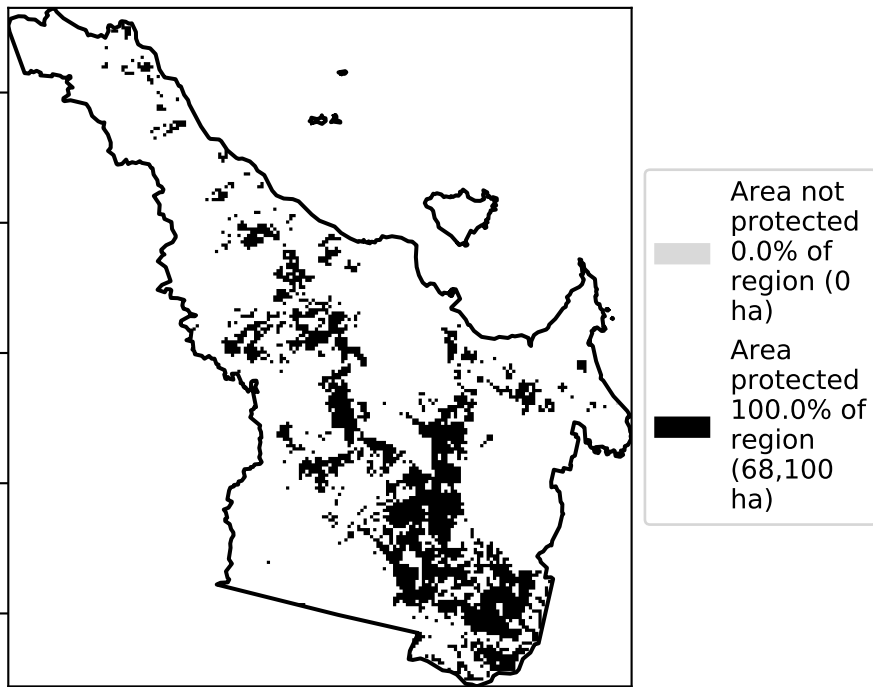 Area not
protected
0.0% of
region (0
ha)
Area
protected
100.0% of
region
(68,100
ha)